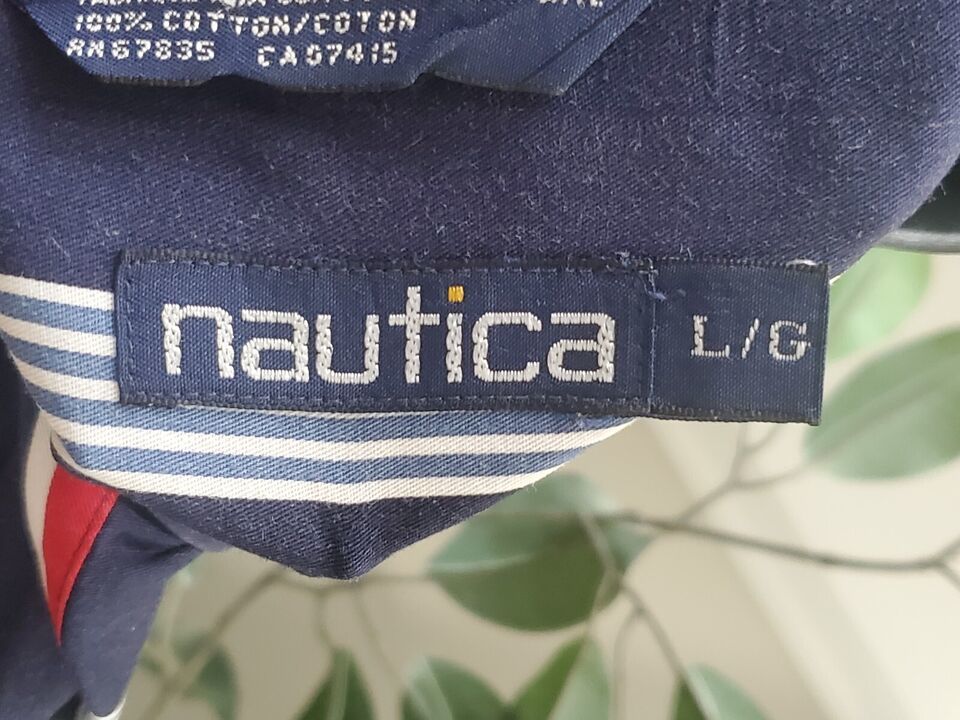 100% COTTON/COTON
RN67835 CA07415
nautica L/G